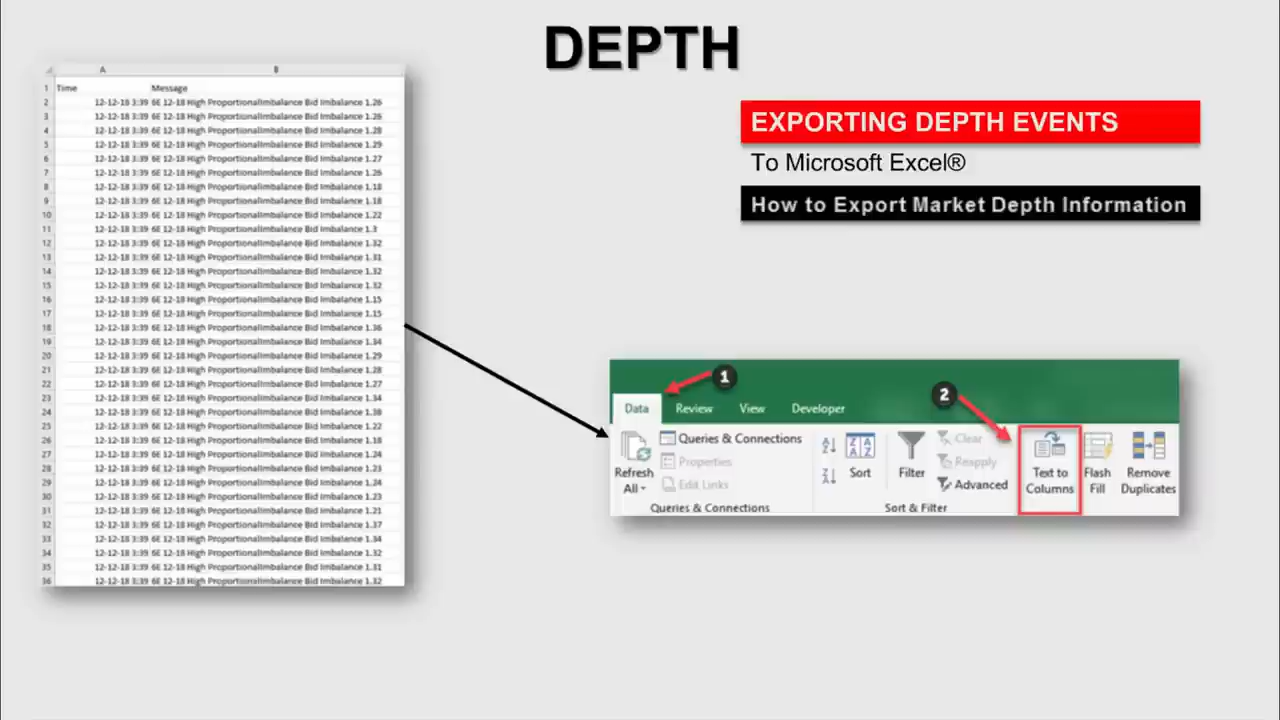 DEPTH
EXPORTING DEPTH EVENTS
To Microsoft Excel®
How to Export Market Depth Information
A B
1 Time Message
2 12-12-18 3:39 6E 12-18 High ProportionalImbalance Bid Imbalance 1.26
3 12-12-18 3:39 6E 12-18 High ProportionalImbalance Bid Imbalance 1.26
4 12-12-18 3:39 6E 12-18 High ProportionalImbalance Bid Imbalance 1.28
5 12-12-18 3:39 6E 12-18 High ProportionalImbalance Bid Imbalance 1.29
6 12-12-18 3:39 6E 12-18 High ProportionalImbalance Bid Imbalance 1.27
7 12-12-18 3:39 6E 12-18 High ProportionalImbalance Bid Imbalance 1.26
8 12-12-18 3:39 6E 12-18 High ProportionalImbalance Bid Imbalance 1.18
9 12-12-18 3:39 6E 12-18 High ProportionalImbalance Bid Imbalance 1.18
10 12-12-18 3:39 6E 12-18 High ProportionalImbalance Bid Imbalance 1.22
11 12-12-18 3:39 6E 12-18 High ProportionalImbalance Bid Imbalance 1.3
12 12-12-18 3:39 6E 12-18 High ProportionalImbalance Bid Imbalance 1.32
13 12-12-18 3:39 6E 12-18 High ProportionalImbalance Bid Imbalance 1.31
14 12-12-18 3:39 6E 12-18 High ProportionalImbalance Bid Imbalance 1.32
15 12-12-18 3:39 6E 12-18 High ProportionalImbalance Bid Imbalance 1.32
16 12-12-18 3:39 6E 12-18 High ProportionalImbalance Bid Imbalance 1.15
17 12-12-18 3:39 6E 12-18 High ProportionalImbalance Bid Imbalance 1.15
18 12-12-18 3:39 6E 12-18 High ProportionalImbalance Bid Imbalance 1.36
19 12-12-18 3:39 6E 12-18 High ProportionalImbalance Bid Imbalance 1.34
20 12-12-18 3:39 6E 12-18 High ProportionalImbalance Bid Imbalance 1.29
21 12-12-18 3:39 6E 12-18 High ProportionalImbalance Bid Imbalance 1.28
22 12-12-18 3:39 6E 12-18 High ProportionalImbalance Bid Imbalance 1.27
23 12-12-18 3:39 6E 12-18 High ProportionalImbalance Bid Imbalance 1.34
24 12-12-18 3:39 6E 12-18 High ProportionalImbalance Bid Imbalance 1.38
25 12-12-18 3:39 6E 12-18 High ProportionalImbalance Bid Imbalance 1.22
26 12-12-18 3:39 6E 12-18 High ProportionalImbalance Bid Imbalance 1.18
27 12-12-18 3:39 6E 12-18 High ProportionalImbalance Bid Imbalance 1.24
28 12-12-18 3:39 6E 12-18 High ProportionalImbalance Bid Imbalance 1.23
29 12-12-18 3:39 6E 12-18 High ProportionalImbalance Bid Imbalance 1.24
30 12-12-18 3:39 6E 12-18 High ProportionalImbalance Bid Imbalance 1.23
31 12-12-18 3:39 6E 12-18 High ProportionalImbalance Bid Imbalance 1.21
32 12-12-18 3:39 6E 12-18 High ProportionalImbalance Bid Imbalance 1.37
33 12-12-18 3:39 6E 12-18 High ProportionalImbalance Bid Imbalance 1.34
34 12-12-18 3:39 6E 12-18 High ProportionalImbalance Bid Imbalance 1.32
35 12-12-18 3:39 6E 12-18 High ProportionalImbalance Bid Imbalance 1.31
36 12-12-18 3:39 6E 12-18 High ProportionalImbalance Bid Imbalance 1.32
1
2
Data Review View Developer
Refresh All
Queries & Connections
Properties
Edit Links
Queries & Connections
Sort
Filter
Clear
Reapply
Advanced
Sort & Filter
Text to
Columns
Flash
Fill
Remove
Duplicates